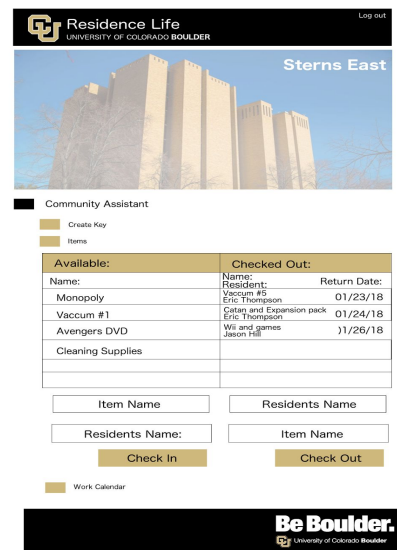 Log out
Residence Life
UNIVERSITY OF COLORADO BOULDER
Sterns East
Community Assistant
Create Key
Items
Available: Checked Out:
Name: Name: Resident: Return Date:
Monopoly Vaccum #5 Eric Thompson 01/23/18
Vaccum #1 Catan and Expansion pack Eric Thompson 01/24/18
Avengers DVD Wii and games Jason Hill )1/26/18
Cleaning Supplies
Item Name Residents Name
Residents Name: Item Name
Check In Check Out
Work Calendar
Be Boulder.
University of Colorado Boulder